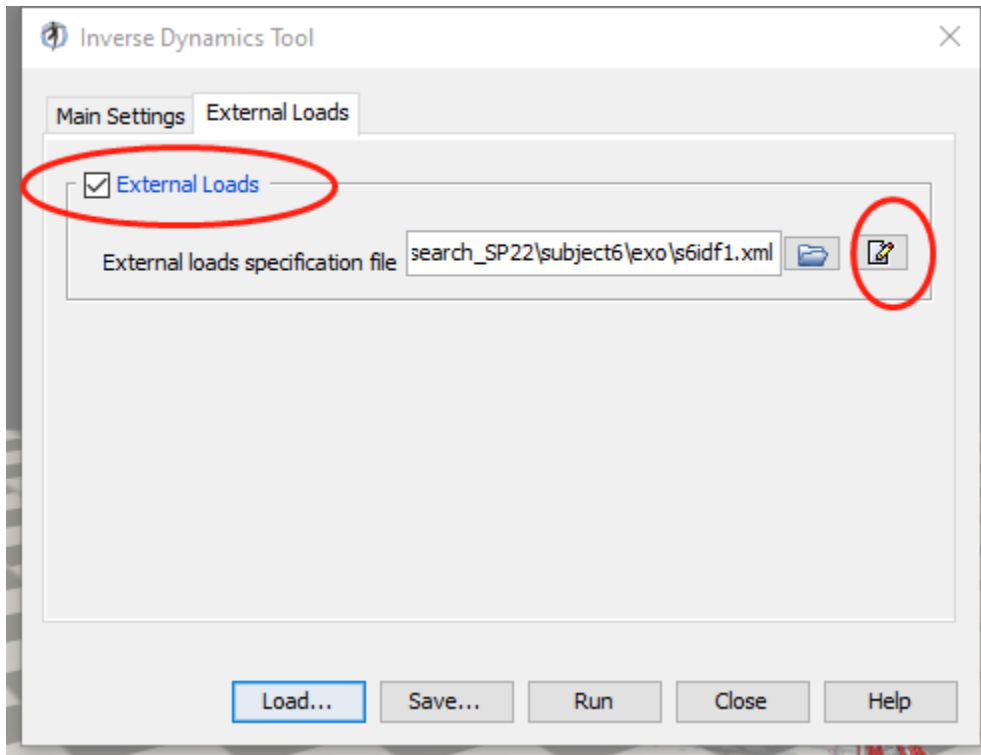 Inverse Dynamics Tool
Main Settings External Loads
External Loads
External loads specification file search_SP22\subject6\exo\s6idf1.xml
Load... Save... Run Close Help